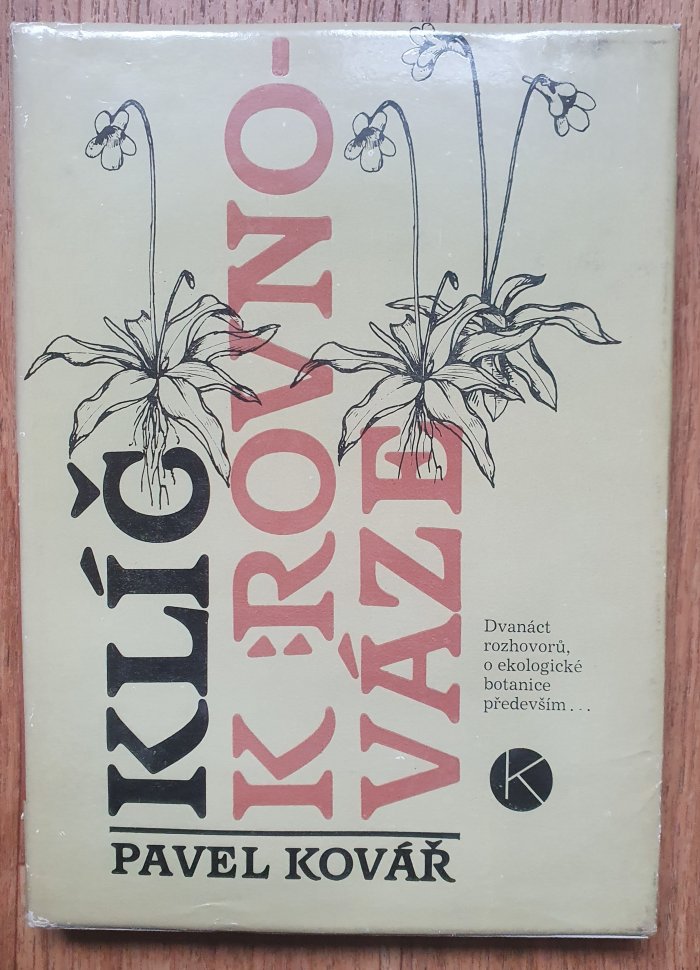 KLÍČ
K ROVNO-
VÁZE
PAVEL KOVÁŘ
Dvanáct
rozhovorů,
o ekologické
botanice
především...
K